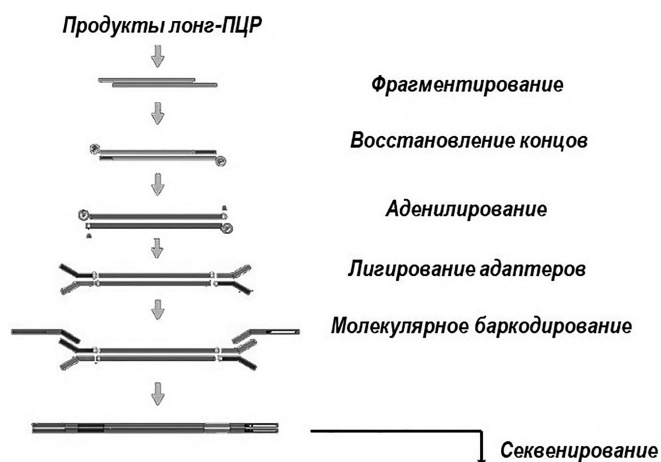 Продукты лонг-ПЦР
Фрагментирование
Восстановление концов
Аденилирование
Лигирование адаптеров
Молекулярное баркодирование
Секвенирование